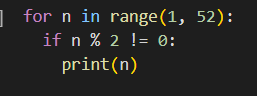 for n in range(1, 52):
  if n % 2 != 0:
    print(n)